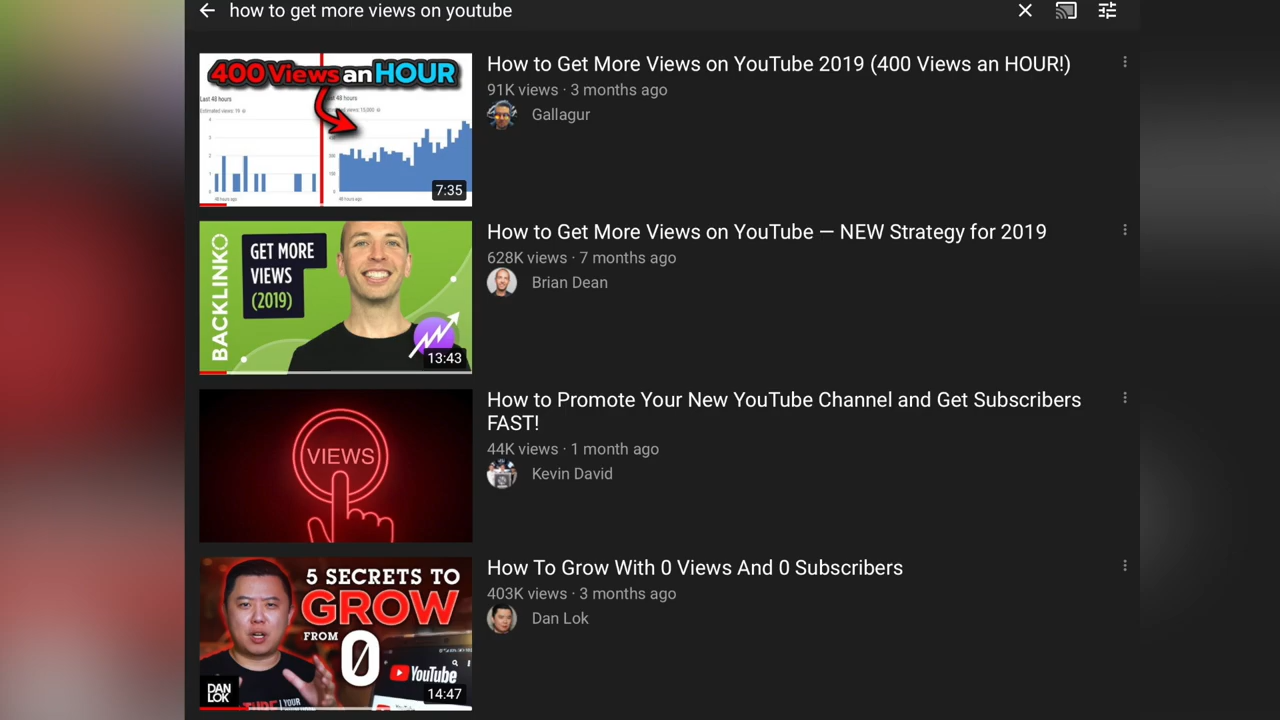 how to get more views on youtube
400 Views an HOUR
Last 48 hours
48 hours
7:35
How to Get More Views on YouTube 2019 (400 Views an HOUR!)
91K views · 3 months ago
Gallagur
BACKLINKO
GET MORE
VIEWS
(2019)
13:43
How to Get More Views on YouTube — NEW Strategy for 2019
628K views · 7 months ago
Brian Dean
VIEWS
How to Promote Your New YouTube Channel and Get Subscribers
FAST!
44K views · 1 month ago
Kevin David
5 SECRETS TO
GROW
FROM 0
YouTube
DAN
LOK
14:47
How To Grow With 0 Views And 0 Subscribers
403K views · 3 months ago
Dan Lok